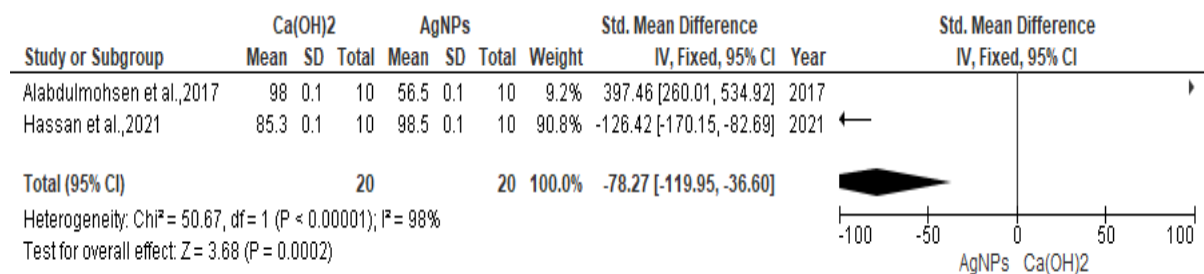 Ca(OH)2 AgNPs Std. Mean Difference Std. Mean Difference
Study or Subgroup Mean SD Total Mean SD Total Weight IV, Fixed, 95% CI Year IV, Fixed, 95% CI
Alabdulmohsen et al.,2017 98 0.1 10 56.5 0.1 10 9.2% 397.46 [260.01, 534.92] 2017
Hassan et al.,2021 85.3 0.1 10 98.5 0.1 10 90.8% -126.42 [-170.15, -82.69] 2021
Total (95% CI) 20 20 100.0% -78.27 [-119.95, -36.60]
Heterogeneity: Chi² = 50.67, df = 1 (P < 0.00001); I² = 98%
Test for overall effect: Z = 3.68 (P = 0.0002)
-100 -50 0 50 100
AgNPs Ca(OH)2